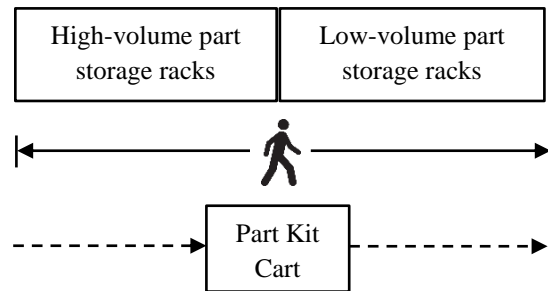 High-volume part
storage racks
Low-volume part
storage racks
Part Kit
Cart